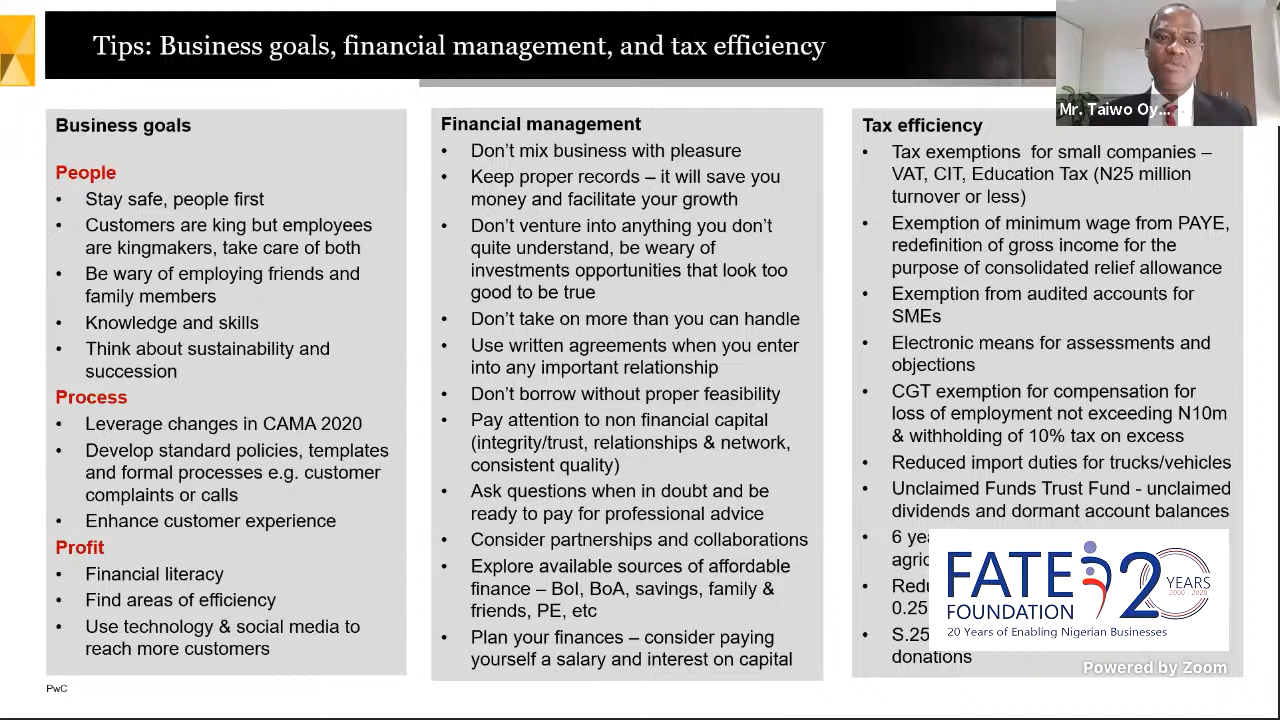 Tips: Business goals, financial management, and tax efficiency
Mr. Taiwo Oy...
Business goals
People
• Stay safe, people first
• Customers are king but employees
are kingmakers, take care of both
• Be wary of employing friends and
family members
• Knowledge and skills
• Think about sustainability and
succession
Process
• Leverage changes in CAMA 2020
• Develop standard policies, templates
and formal processes e.g. customer
complaints or calls
• Enhance customer experience
Profit
• Financial literacy
• Find areas of efficiency
• Use technology & social media to
reach more customers
Financial management
• Don't mix business with pleasure
• Keep proper records – it will save you
money and facilitate your growth
• Don't venture into anything you don't
quite understand, be weary of
investments opportunities that look too
good to be true
• Don't take on more than you can handle
• Use written agreements when you enter
into any important relationship
• Don't borrow without proper feasibility
• Pay attention to non financial capital
(integrity/trust, relationships & network,
consistent quality)
• Ask questions when in doubt and be
ready to pay for professional advice
• Consider partnerships and collaborations
• Explore available sources of affordable
finance – BoI, BoA, savings, family &
friends, PE, etc
• Plan your finances – consider paying
yourself a salary and interest on capital
Tax efficiency
• Tax exemptions for small companies –
VAT, CIT, Education Tax (N25 million
turnover or less)
• Exemption of minimum wage from PAYE,
redefinition of gross income for the
purpose of consolidated relief allowance
• Exemption from audited accounts for
SMEs
• Electronic means for assessments and
objections
• CGT exemption for compensation for
loss of employment not exceeding N10m
& withholding of 10% tax on excess
• Reduced import duties for trucks/vehicles
• Unclaimed Funds Trust Fund - unclaimed
dividends and dormant account balances
• 6
•
0.25
• S.25
donations
FATE
FOUNDATION
20 YEARS
2000 - 2020
20 Years of Enabling Nigerian Businesses
Powered by Zoom
PwC